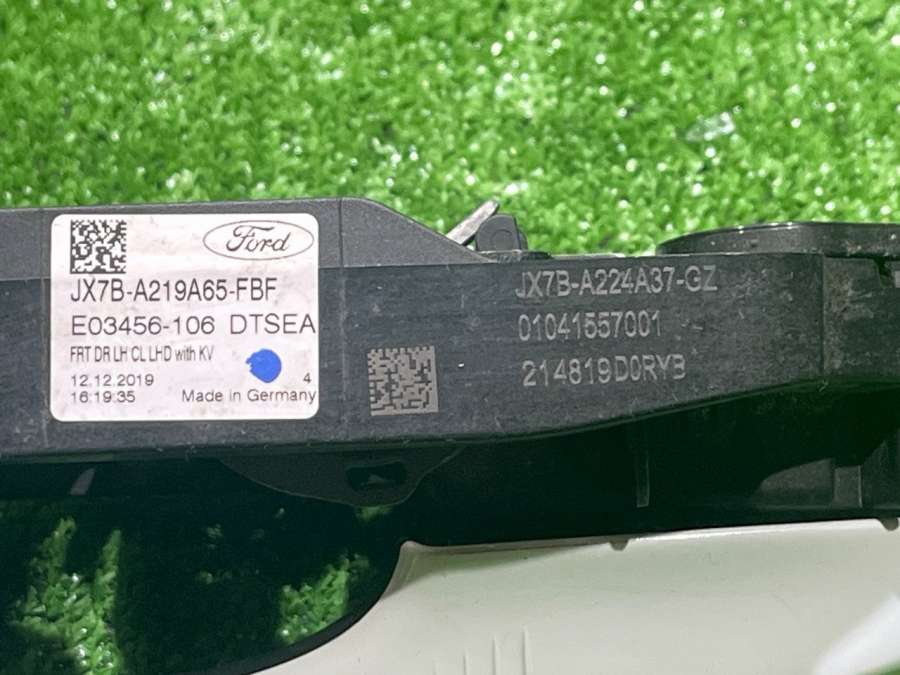 Ford
JX7B-A219A65-FBF
E03456-106 DTSEA
FRT DR LH CL LHD with KV
12.12.2019
4
16:19:35 Made in Germany
JX7B-A224A37-GZ
01041557001
214819D0RYB